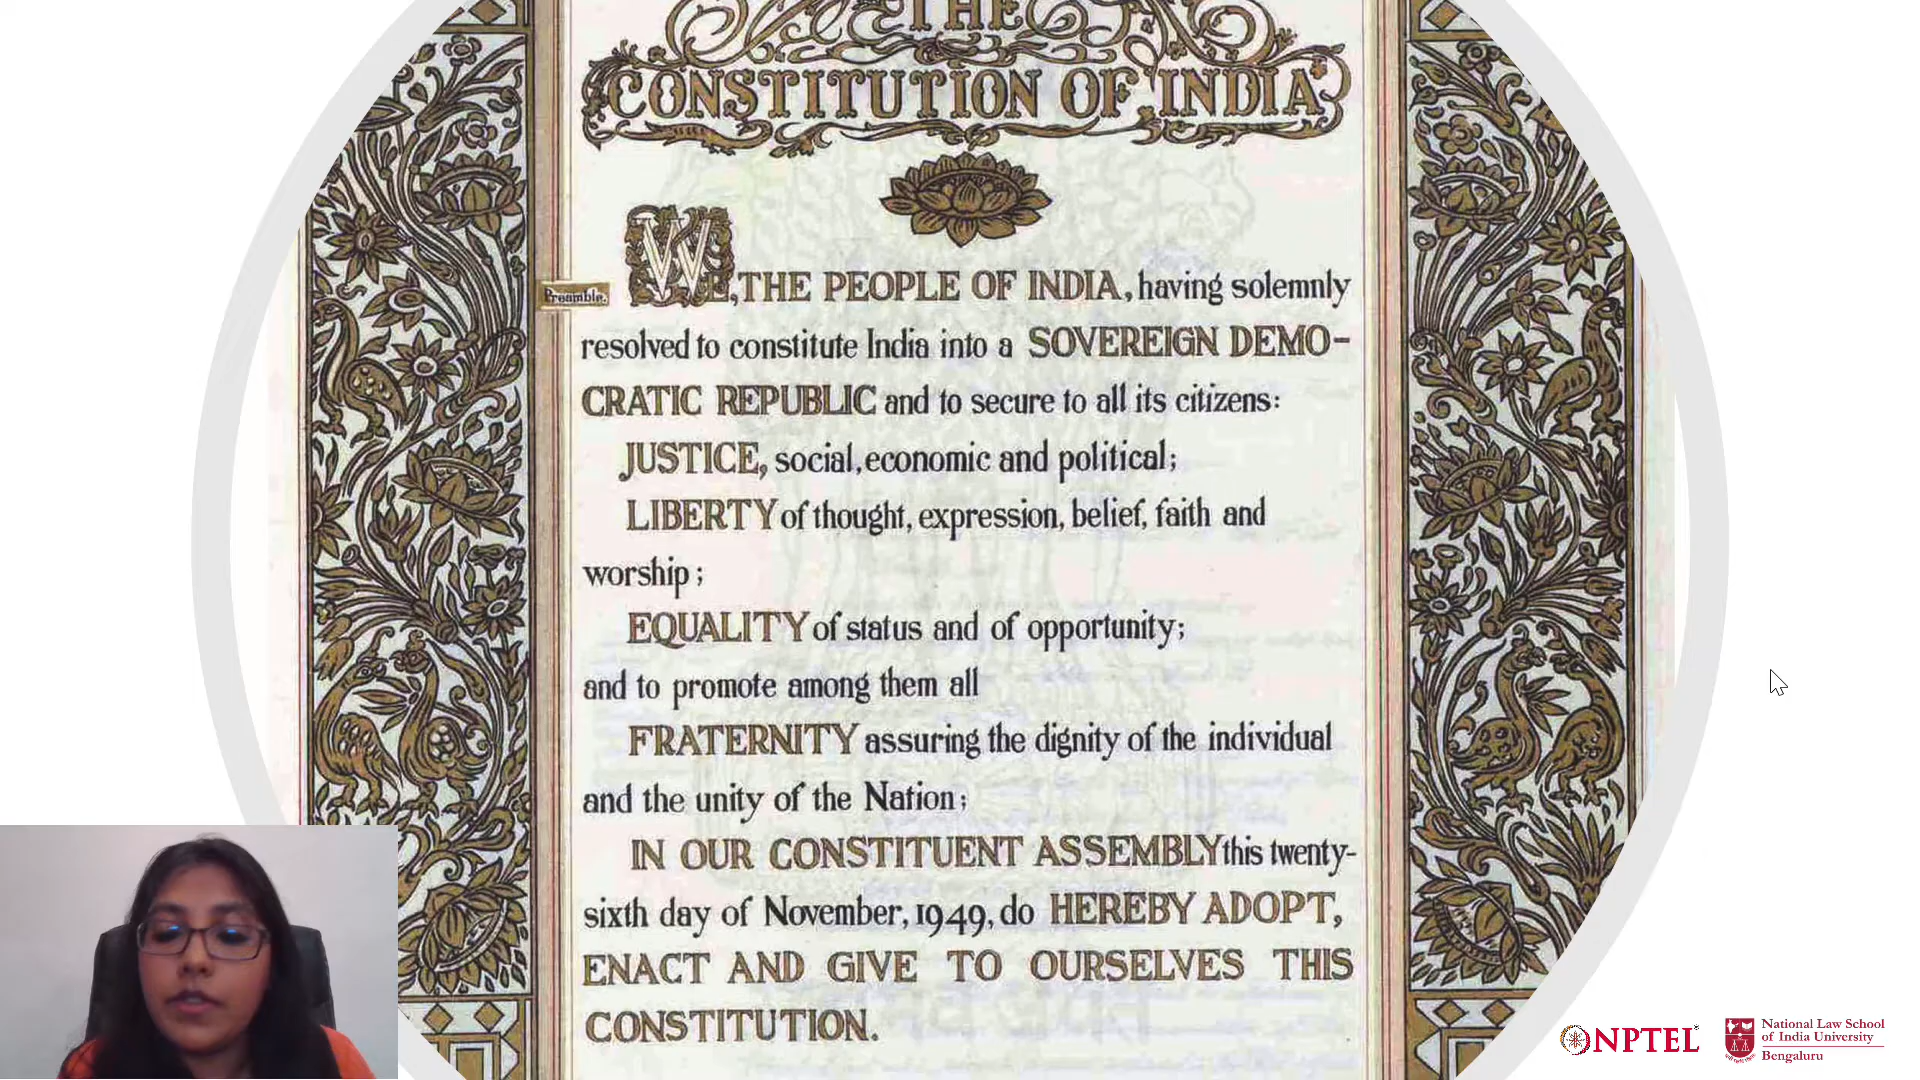 THE
CONSTITUTION OF INDIA
Preamble.
WE, THE PEOPLE OF INDIA, having solemnly
resolved to constitute India into a SOVEREIGN DEMO-
CRATIC REPUBLIC and to secure to all its citizens:
JUSTICE, social, economic and political;
LIBERTY of thought, expression, belief, faith and
worship;
EQUALITY of status and of opportunity;
and to promote among them all
FRATERNITY assuring the dignity of the individual
and the unity of the Nation;
IN OUR CONSTITUENT ASSEMBLY this twenty-
sixth day of November, 1949, do HEREBY ADOPT,
ENACT AND GIVE TO OURSELVES THIS
CONSTITUTION.
NPTEL
National Law School
of India University
Bengaluru